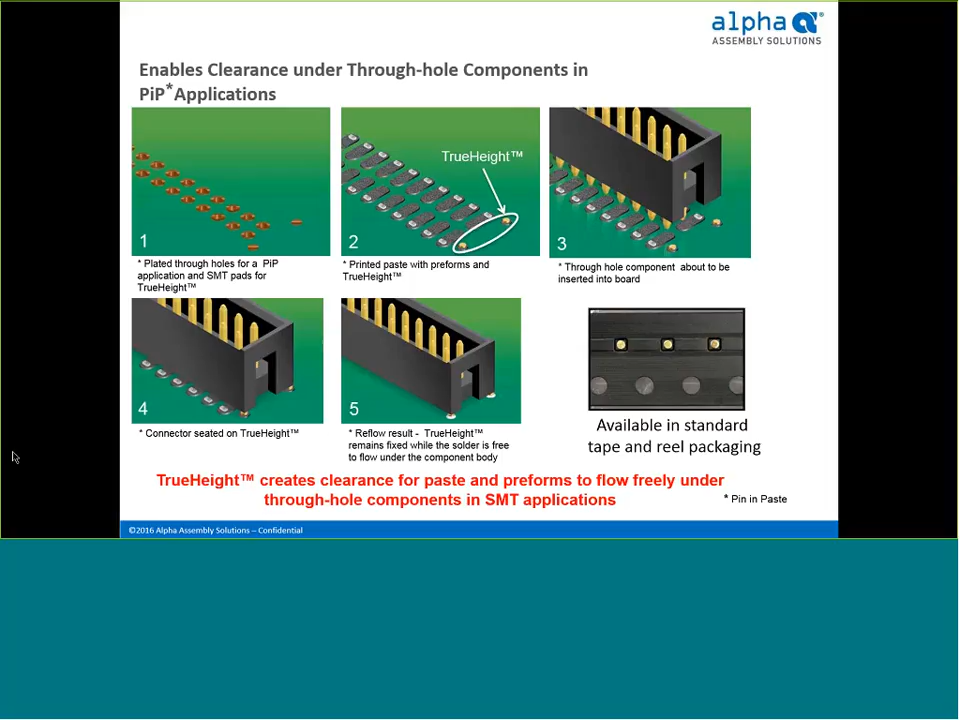 alpha
ASSEMBLY SOLUTIONS
Enables Clearance under Through-hole Components in
PiP*Applications
1
* Plated through holes for a PiP
application and SMT pads for
TrueHeight™
TrueHeight™
2
* Printed paste with preforms and
TrueHeight™
3
* Through hole component about to be
inserted into board
4
* Connector seated on TrueHeight™
5
* Reflow result - TrueHeight™
remains fixed while the solder is free
to flow under the component body
Available in standard
tape and reel packaging
TrueHeight™ creates clearance for paste and preforms to flow freely under
through-hole components in SMT applications
* Pin in Paste
©2016 Alpha Assembly Solutions – Confidential